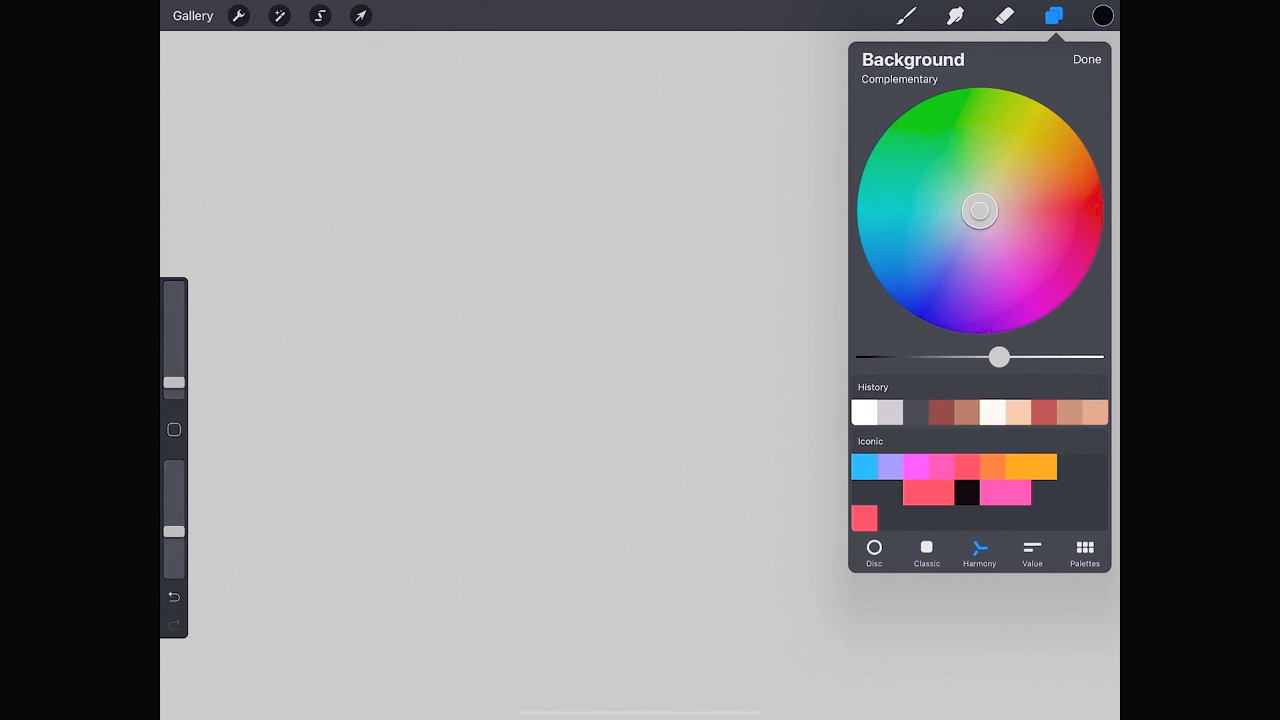 Gallery
Background
Done
Complementary
History
Iconic
Disc
Classic
Harmony
Value
Palettes